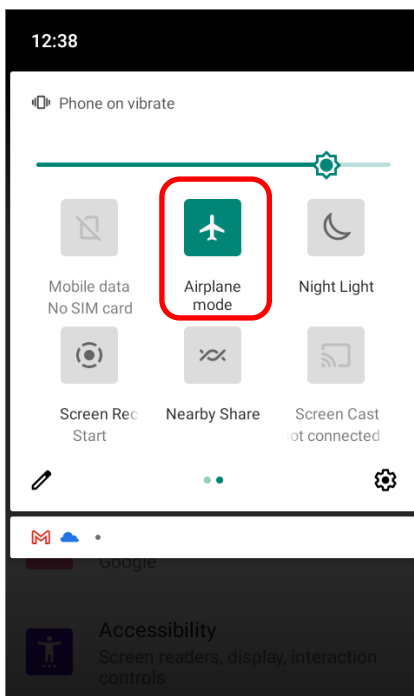 12:38
Phone on vibrate
Mobile data
No SIM card
Airplane
mode
Night Light
Screen Rec
Start
Nearby Share
Screen Cast
ot connected
Google
Accessibility
Screen readers, display, interaction
controls